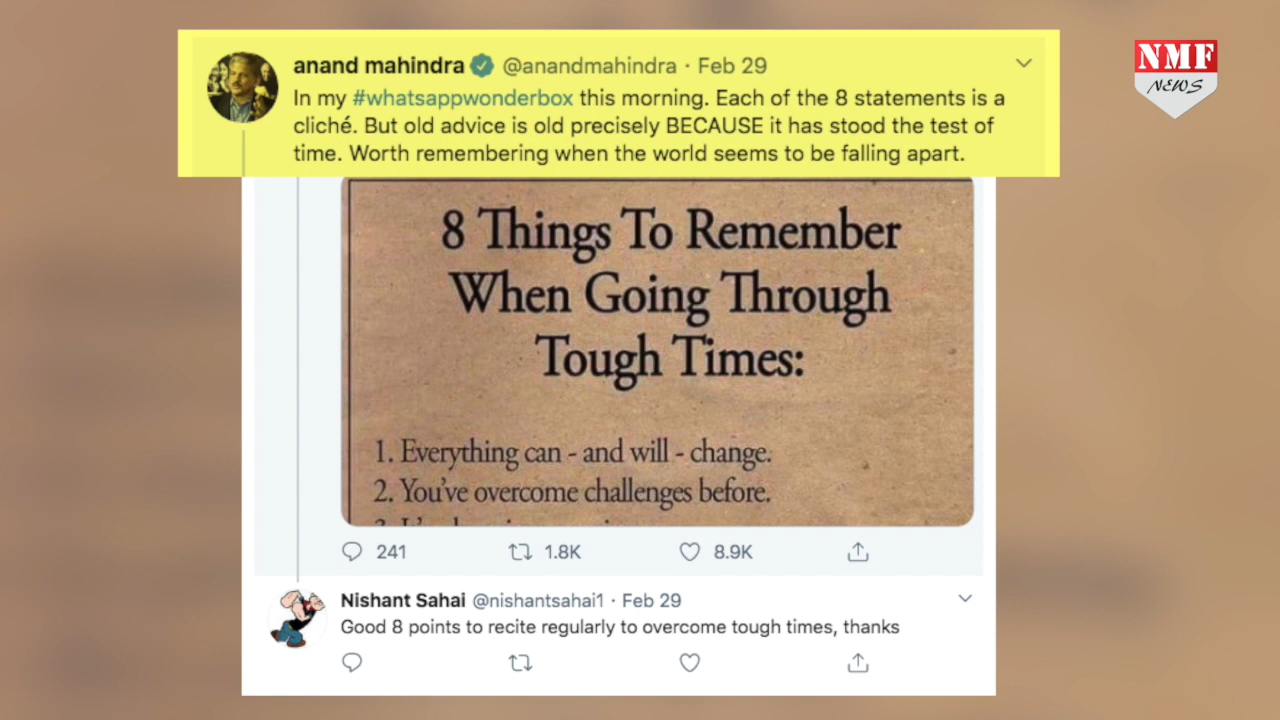 anand mahindra @anandmahindra · Feb 29
In my #whatsappwonderbox this morning. Each of the 8 statements is a
cliché. But old advice is old precisely BECAUSE it has stood the test of
time. Worth remembering when the world seems to be falling apart.
NMF
NEWS
8 Things To Remember
When Going Through
Tough Times:
1. Everything can - and will - change.
2. You've overcome challenges before.
241 1.8K 8.9K
Nishant Sahai @nishantsahai1 · Feb 29
Good 8 points to recite regularly to overcome tough times, thanks